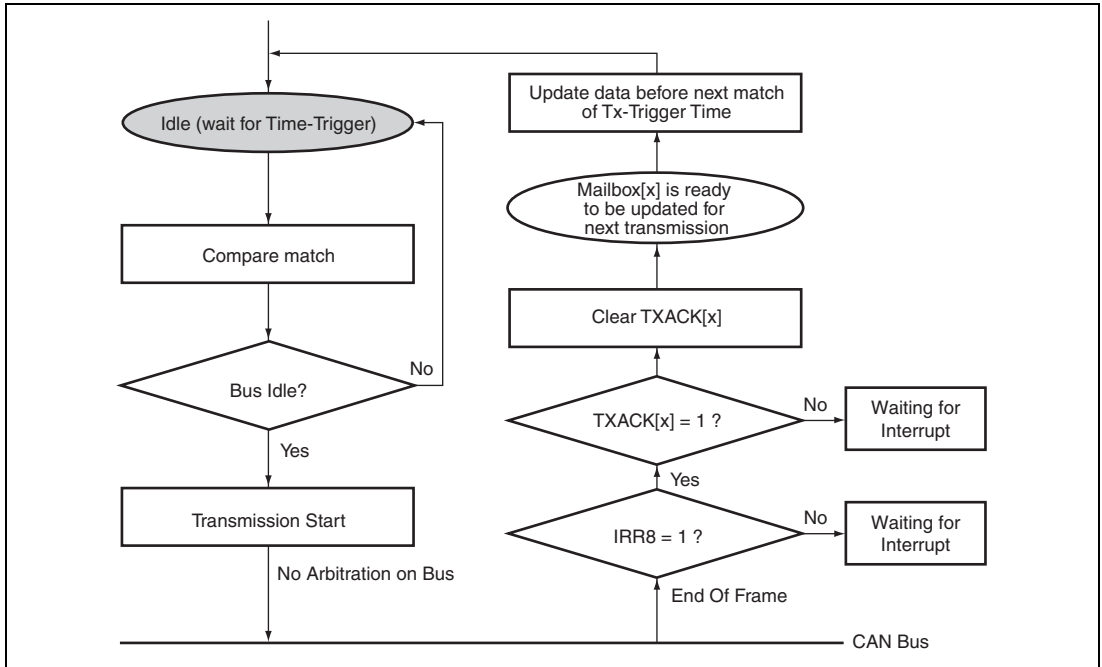 Idle (wait for Time-Trigger)
Compare match
Bus Idle?
No
Yes
Transmission Start
No Arbitration on Bus
Update data before next match
of Tx-Trigger Time
Mailbox[x] is ready
to be updated for
next transmission
Clear TXACK[x]
TXACK[x] = 1 ?
No
Waiting for
Interrupt
Yes
IRR8 = 1 ?
No
Waiting for
Interrupt
End Of Frame
CAN Bus